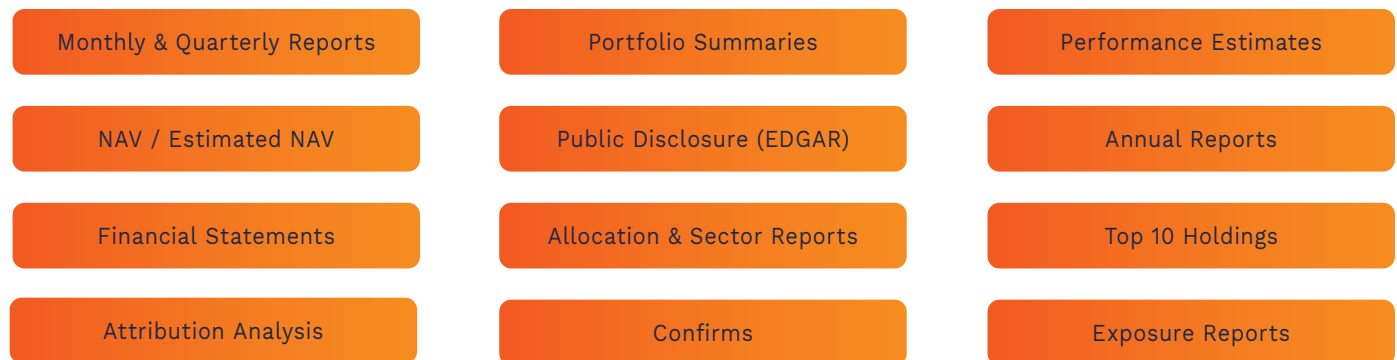 Monthly & Quarterly Reports
Portfolio Summaries
Performance Estimates
NAV / Estimated NAV
Public Disclosure (EDGAR)
Annual Reports
Financial Statements
Allocation & Sector Reports
Top 10 Holdings
Attribution Analysis
Confirms
Exposure Reports